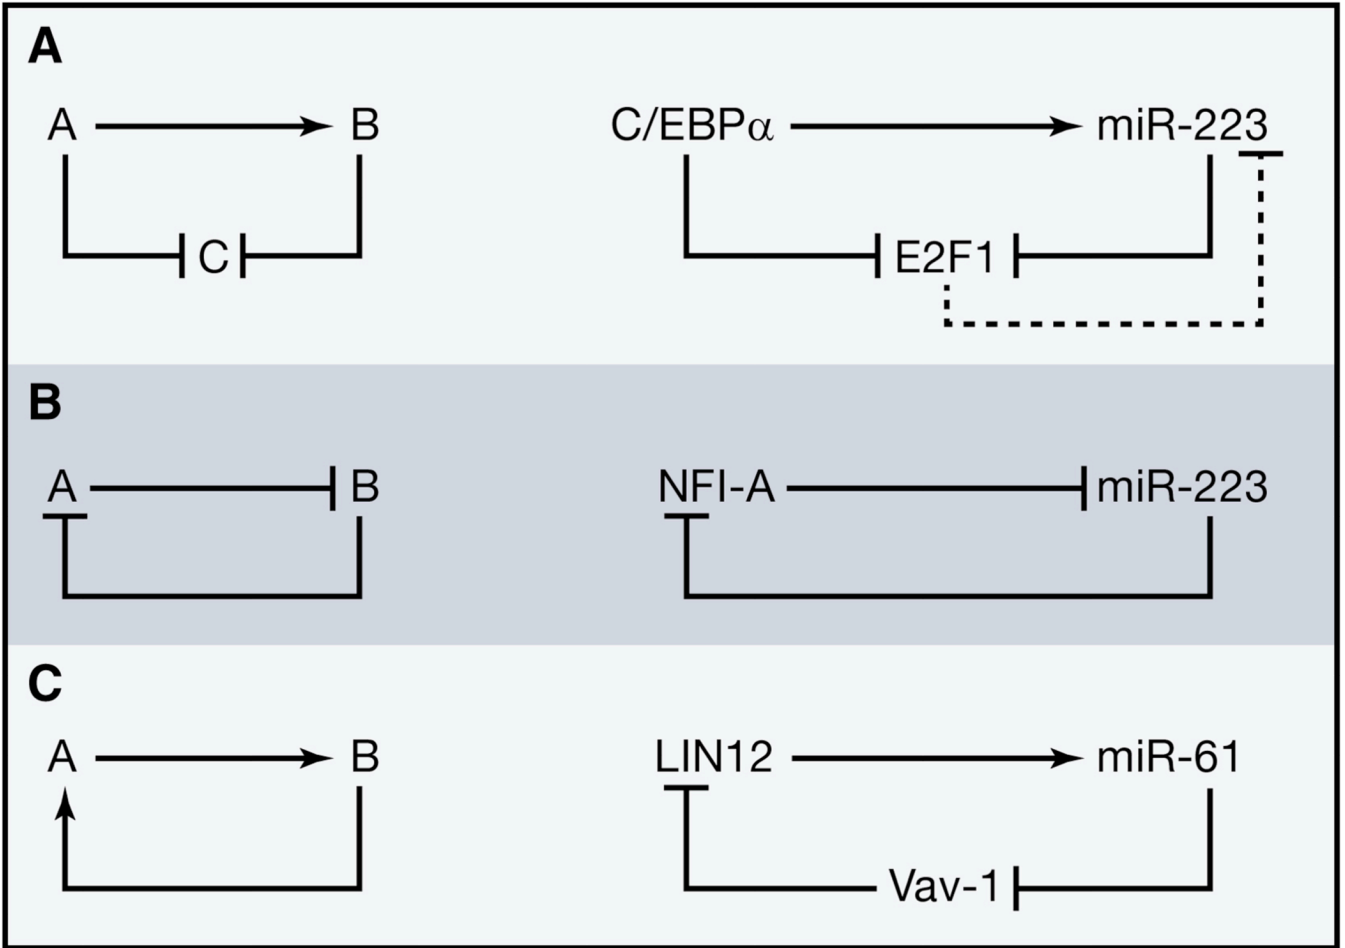 A
A B C/EBPα miR-223
C E2F1
B
A B NFI-A miR-223
C
A B LIN12 miR-61
Vav-1